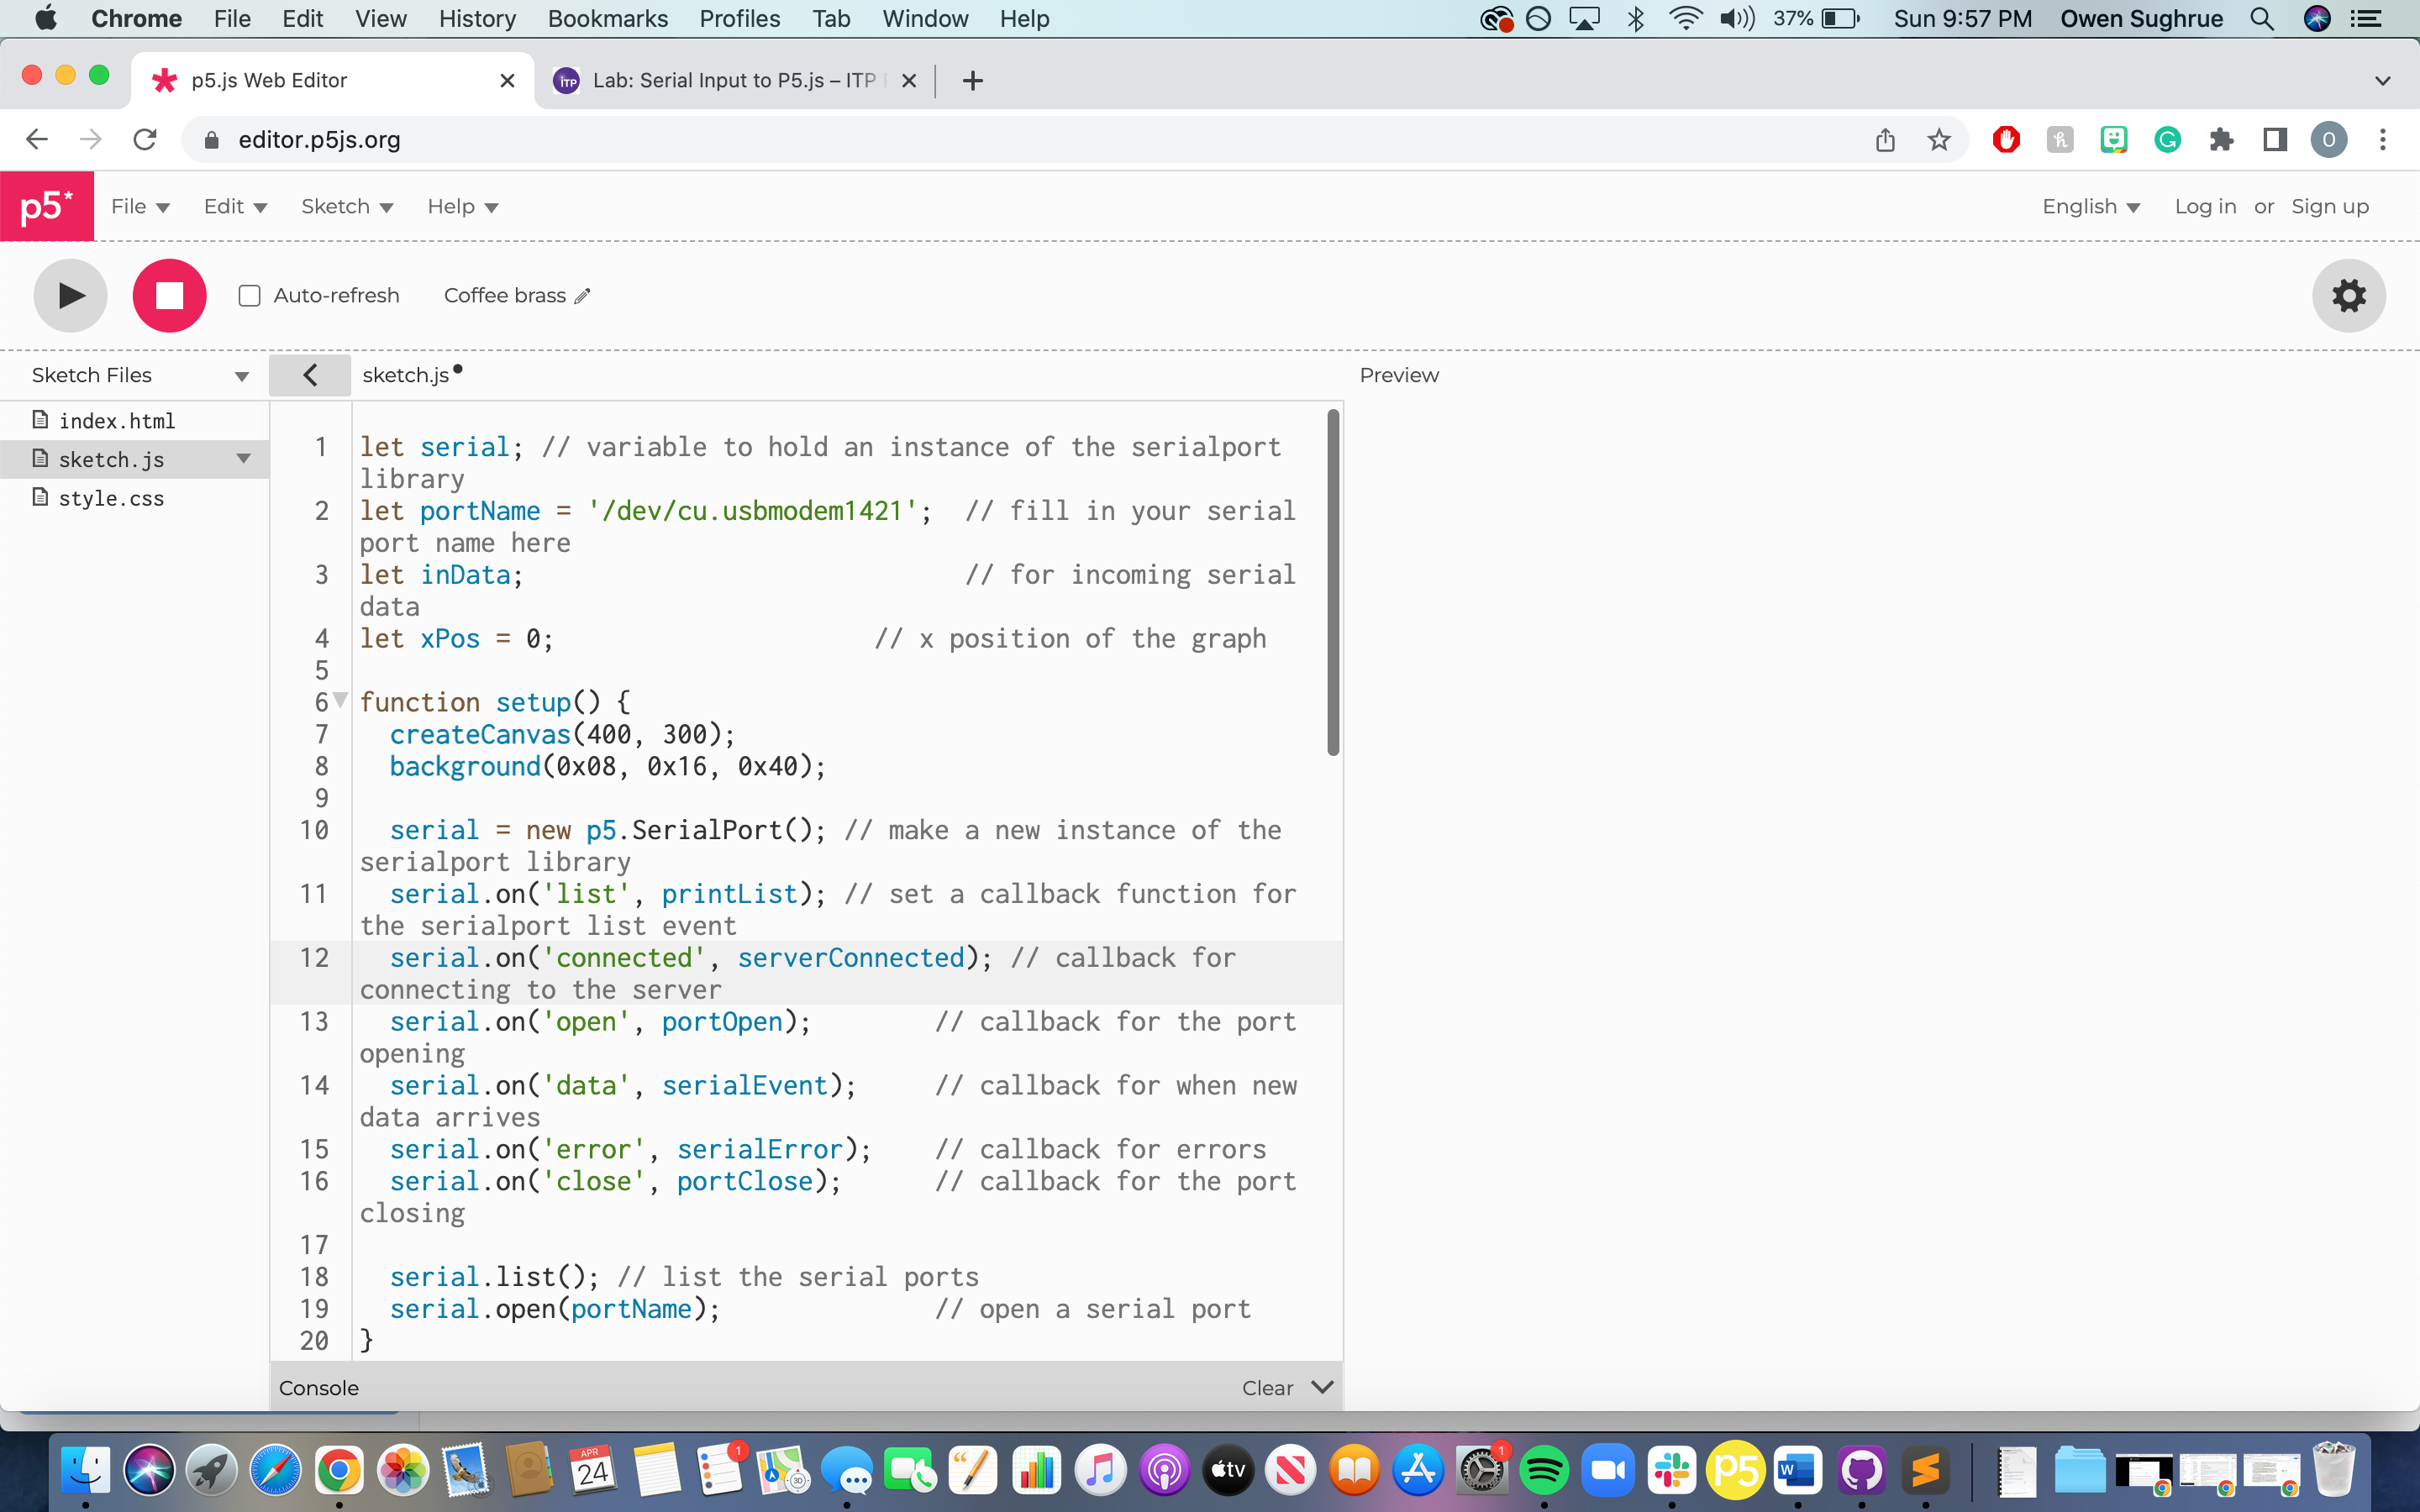 Chrome File Edit View History Bookmarks Profiles Tab Window Help 37% Sun 9:57 PM Owen Sughrue
p5.js Web Editor Lab: Serial Input to P5.js – ITP
editor.p5js.org O
p5* File Edit Sketch Help English Log in or Sign up
Auto-refresh Coffee brass
Sketch Files sketch.js Preview
index.html
sketch.js
style.css
1 let serial; // variable to hold an instance of the serialport
library
2 let portName = '/dev/cu.usbmodem1421'; // fill in your serial
port name here
3 let inData; // for incoming serial
data
4 let xPos = 0; // x position of the graph
5
6 function setup() {
7 createCanvas(400, 300);
8 background(0x08, 0x16, 0x40);
9
10 serial = new p5.SerialPort(); // make a new instance of the
serialport library
11 serial.on('list', printList); // set a callback function for
the serialport list event
12 serial.on('connected', serverConnected); // callback for
connecting to the server
13 serial.on('open', portOpen); // callback for the port
opening
14 serial.on('data', serialEvent); // callback for when new
data arrives
15 serial.on('error', serialError); // callback for errors
16 serial.on('close', portClose); // callback for the port
closing
17
18 serial.list(); // list the serial ports
19 serial.open(portName); // open a serial port
20 }
Console Clear
APR
24
1
3D
tv
1
p5
W